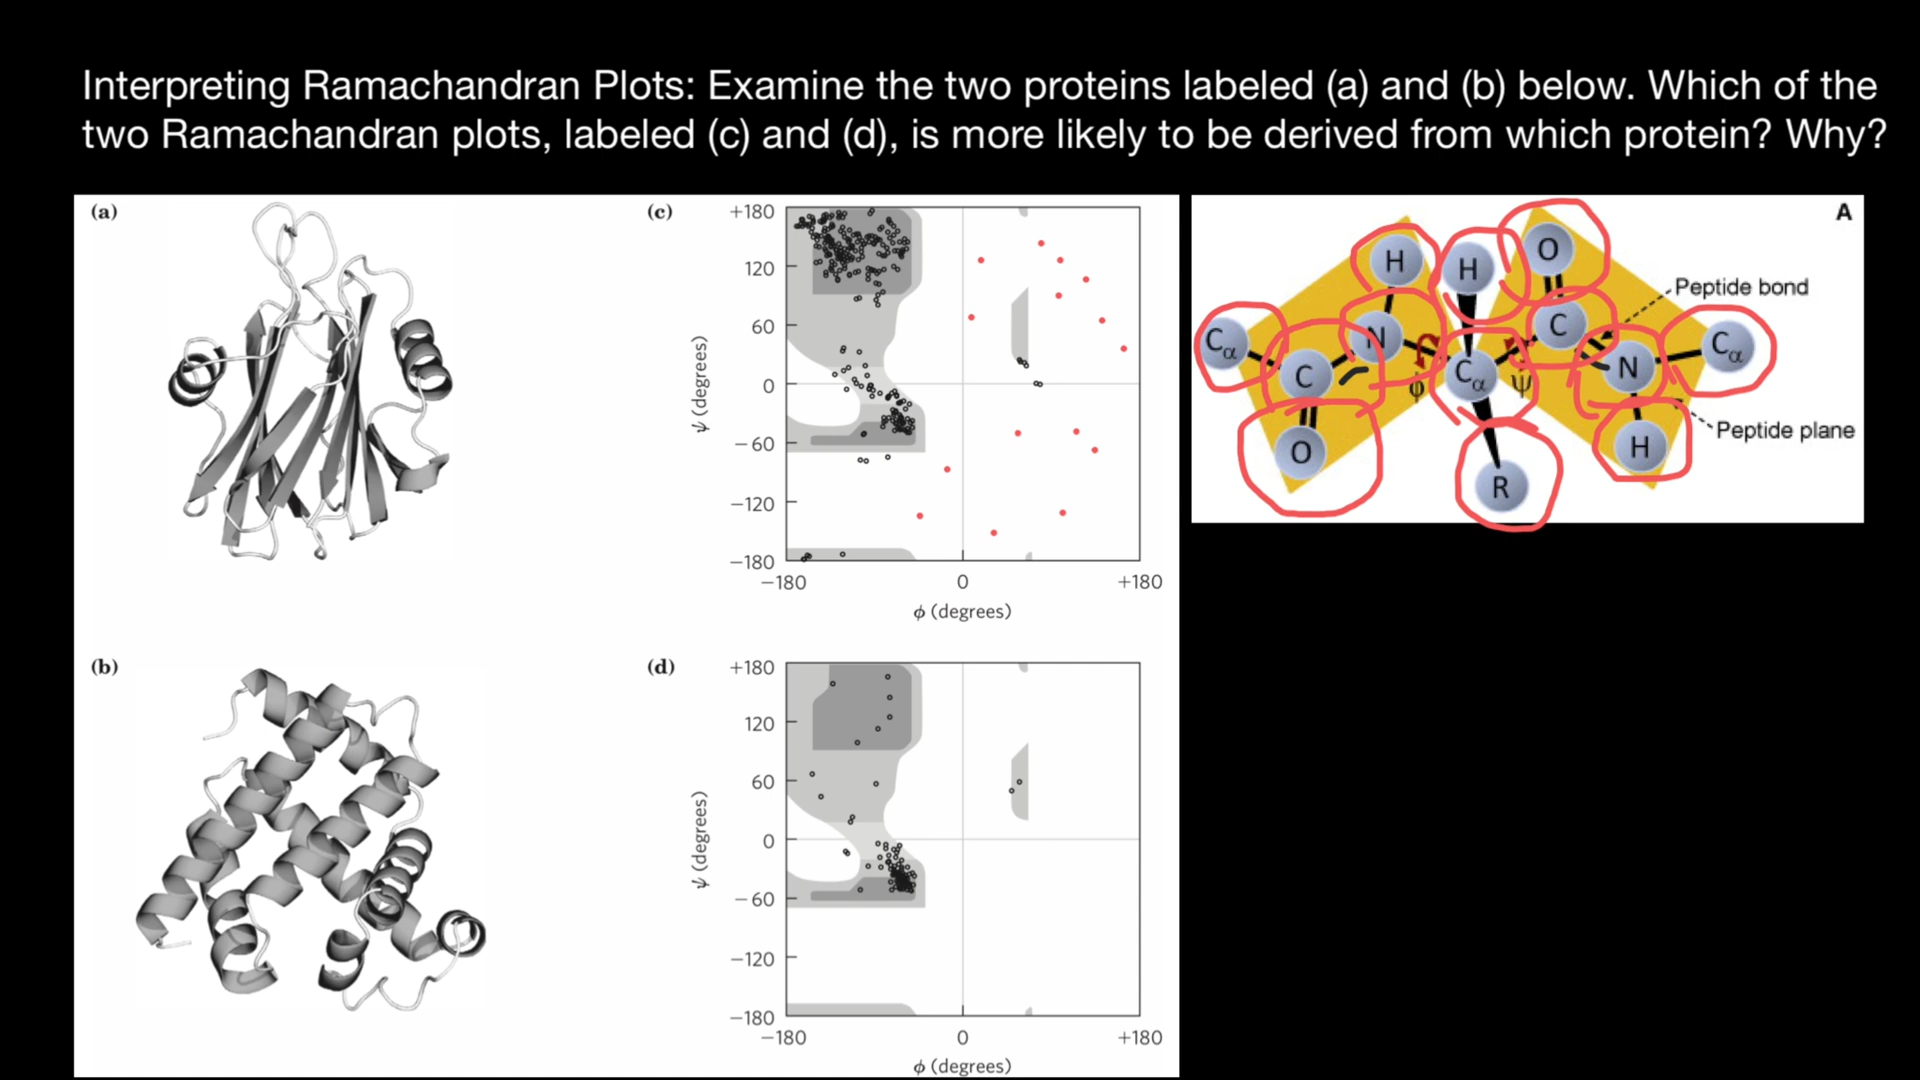 Interpreting Ramachandran Plots: Examine the two proteins labeled (a) and (b) below. Which of the
two Ramachandran plots, labeled (c) and (d), is more likely to be derived from which protein? Why?
(a)
(c)
+180
120
60
0
−60
−120
−180
ψ (degrees)
−180
0
+180
ϕ (degrees)
A
H
H
O
Peptide bond
Cα
N
C
Cα
C
ϕ
Cα
ψ
N
O
H
Peptide plane
R
(b)
(d)
+180
120
60
0
−60
−120
−180
ψ (degrees)
−180
0
+180
ϕ (degrees)